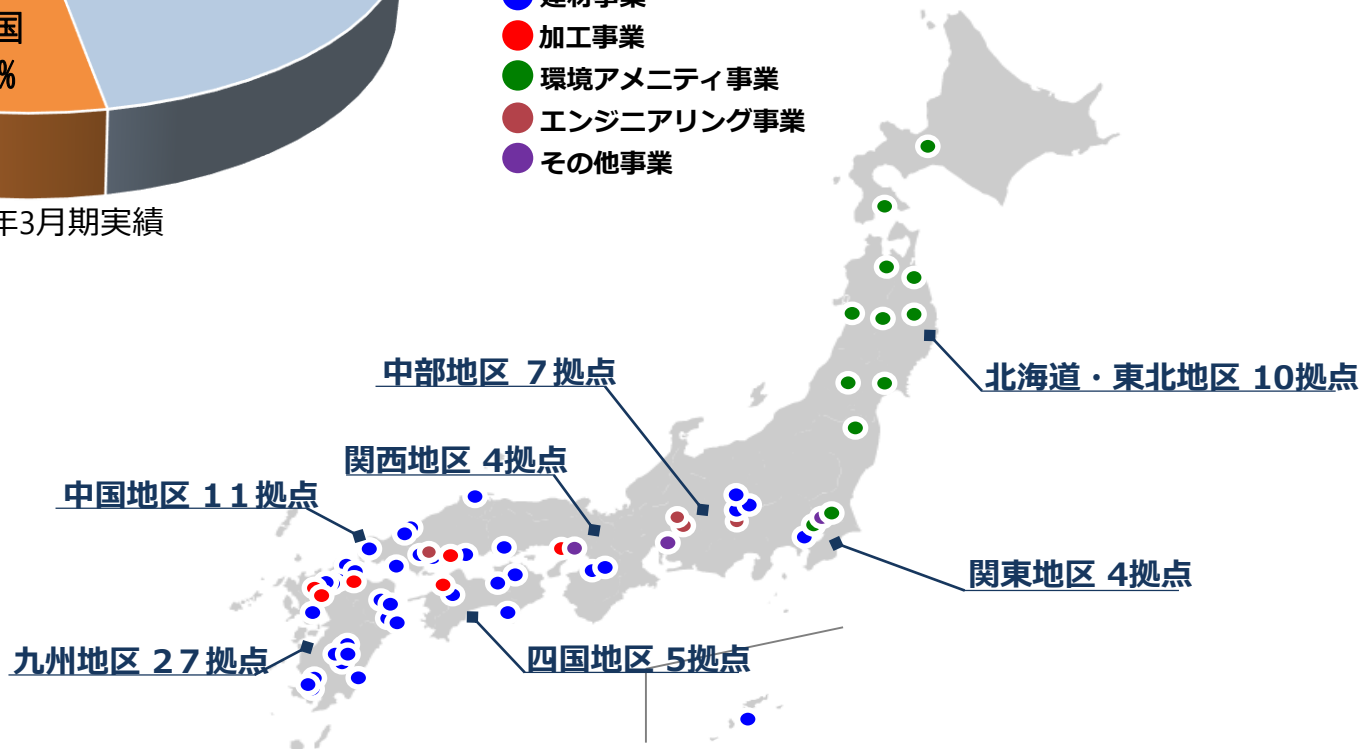 建材事業
国
加工事業
%
環境アメニティ事業
エンジニアリング事業
その他事業
年3月期実績
中部地区 ７拠点
北海道・東北地区 10拠点
関西地区 4拠点
中国地区 １１拠点
関東地区 4拠点
九州地区 ２７拠点
四国地区 5拠点